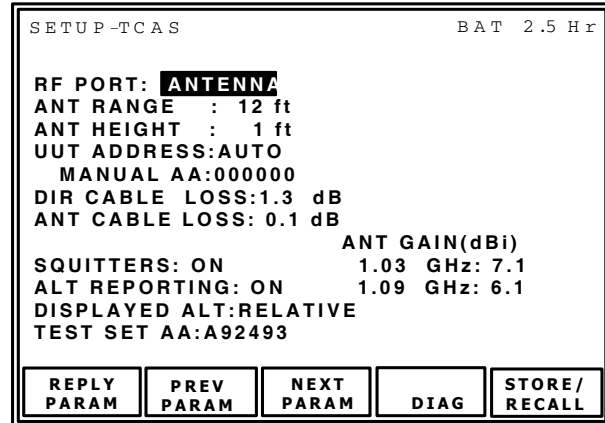 SETUP-TCAS BAT 2.5 Hr
RF PORT: ANTENNA
ANT RANGE : 12 ft
ANT HEIGHT : 1 ft
UUT ADDRESS:AUTO
MANUAL AA:000000
DIR CABLE LOSS:1.3 dB
ANT CABLE LOSS: 0.1 dB
ANT GAIN(dBi)
SQUITTERS: ON 1.03 GHz: 7.1
ALT REPORTING: ON 1.09 GHz: 6.1
DISPLAYED ALT:RELATIVE
TEST SET AA:A92493
REPLY PARAM
PREV PARAM
NEXT PARAM
DIAG
STORE/ RECALL